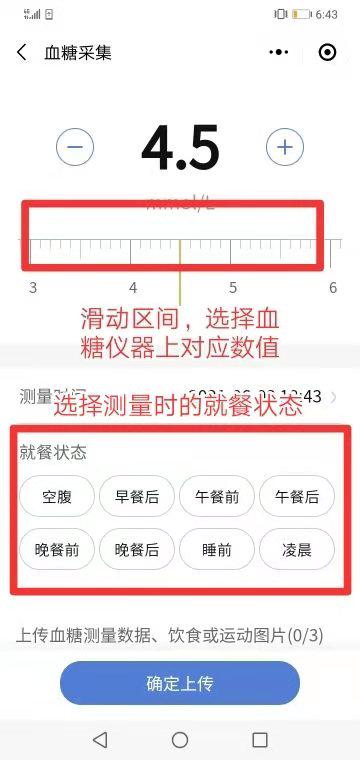 6:43
血糖采集
4.5
mmol/L
3 4 5 6
滑动区间，选择血
糖仪器上对应数值
测量时间
选择测量时的就餐状态
就餐状态
空腹 早餐后 午餐前 午餐后
晚餐前 晚餐后 睡前 凌晨
上传血糖测量数据、饮食或运动图片(0/3)
确定上传